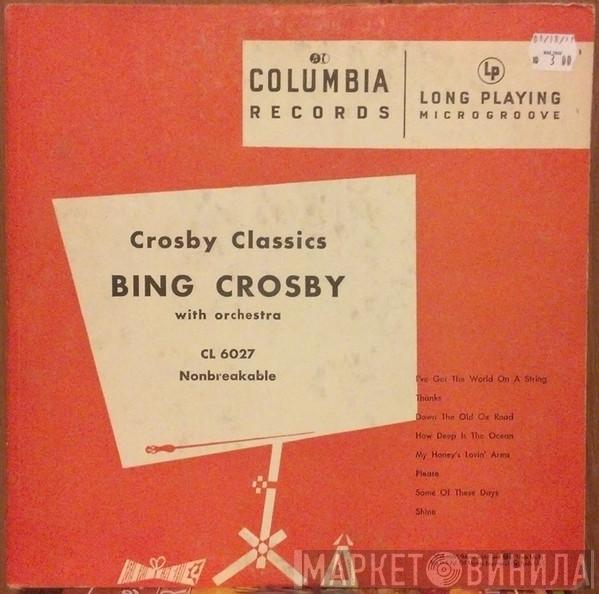 COLUMBIA
RECORDS
Lp
LONG PLAYING
MICROGROOVE
3 00
Crosby Classics
BING CROSBY
with orchestra
CL 6027
Nonbreakable
I've Got The World On A String
Thanks
Down The Old Ox Road
How Deep Is The Ocean
My Honey's Lovin' Arms
Please
Some Of These Days
Shine
МАРКЕТ ВИНИЛА